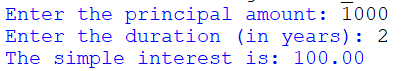 Enter the principal amount: 1000
Enter the duration (in years): 2
The simple interest is: 100.00